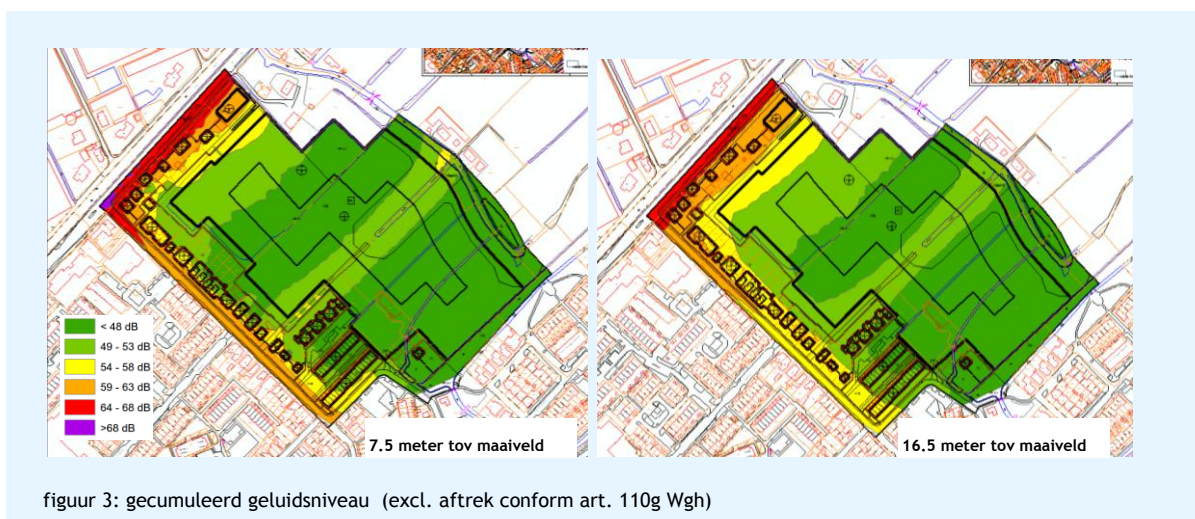 < 48 dB
49 - 53 dB
54 - 58 dB
59 - 63 dB
64 - 68 dB
>68 dB
7.5 meter tov maaiveld
16.5 meter tov maaiveld
figuur 3: gecumuleerd geluidsniveau (excl. aftrek conform art. 110g Wgh)